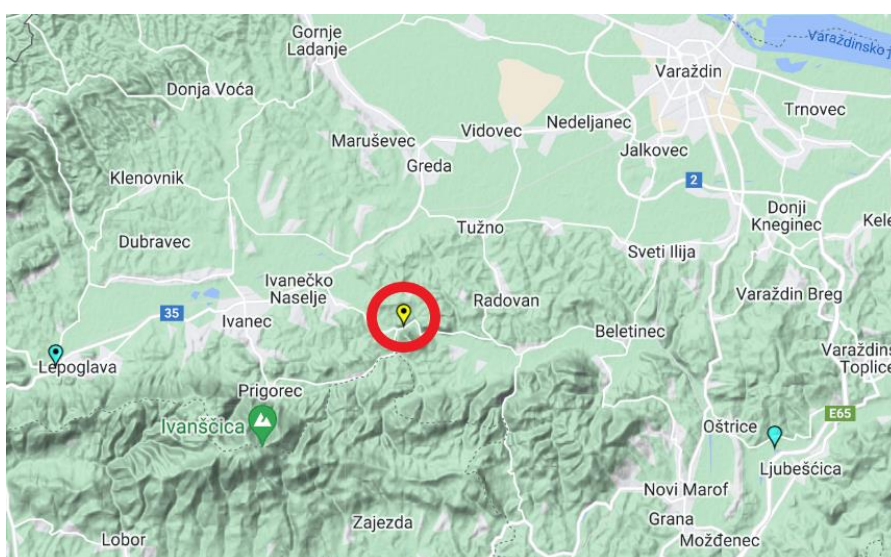 Gornje
Ladanje
Varaždinsko j
Varaždin
Donja Voća
Trnovec
Nedeljanec
Vidovec
Maruševec
Jalkovec
Greda
Klenovnik
2
Donji
Kneginec
Kele
Tužno
Dubravec
Sveti Ilija
Ivanečko
Naselje
Radovan
Varaždin Breg
35
Ivanec
Beletinec
Varaždins
Toplice
Lepoglava
Prigorec
E65
Ivanščica
Oštrice
Ljubešćica
Novi Marof
Zajezda
Grana
Lobor
Možđenec